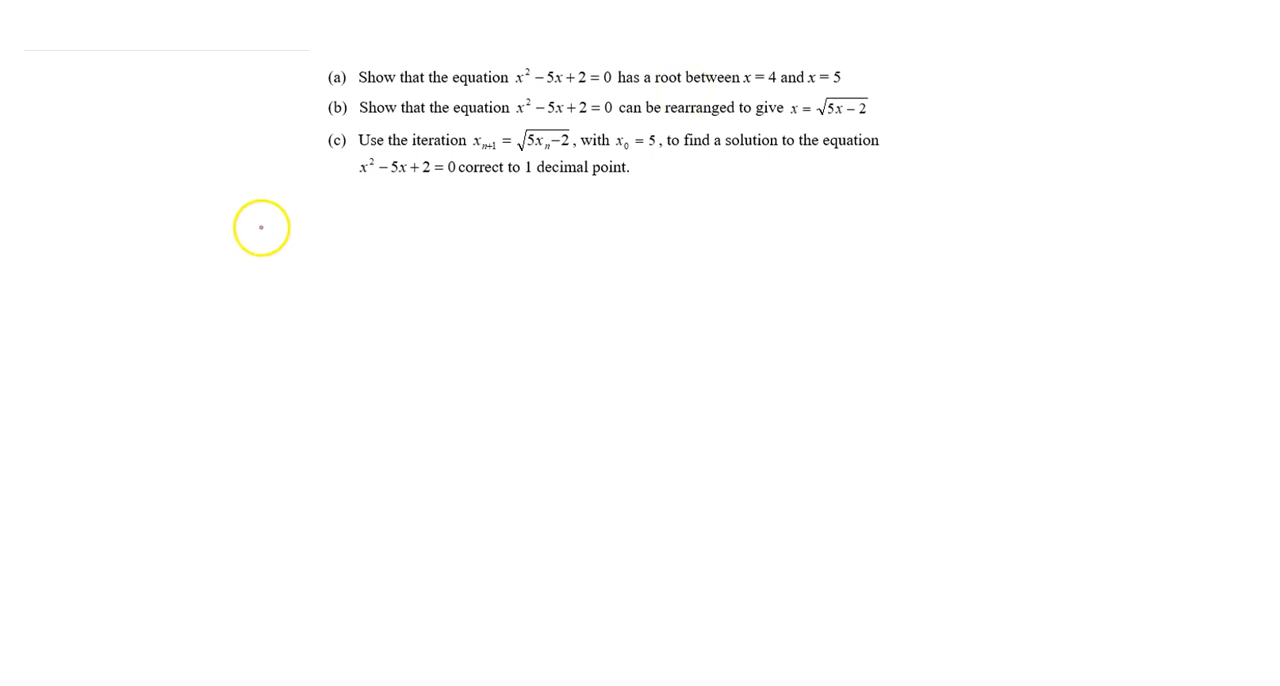 (a) Show that the equation x² − 5x + 2 = 0 has a root between x = 4 and x = 5
(b) Show that the equation x² − 5x + 2 = 0 can be rearranged to give x = √(5x − 2)
(c) Use the iteration xₙ₊₁ = √(5xₙ−2), with x₀ = 5, to find a solution to the equation
x² − 5x + 2 = 0 correct to 1 decimal point.